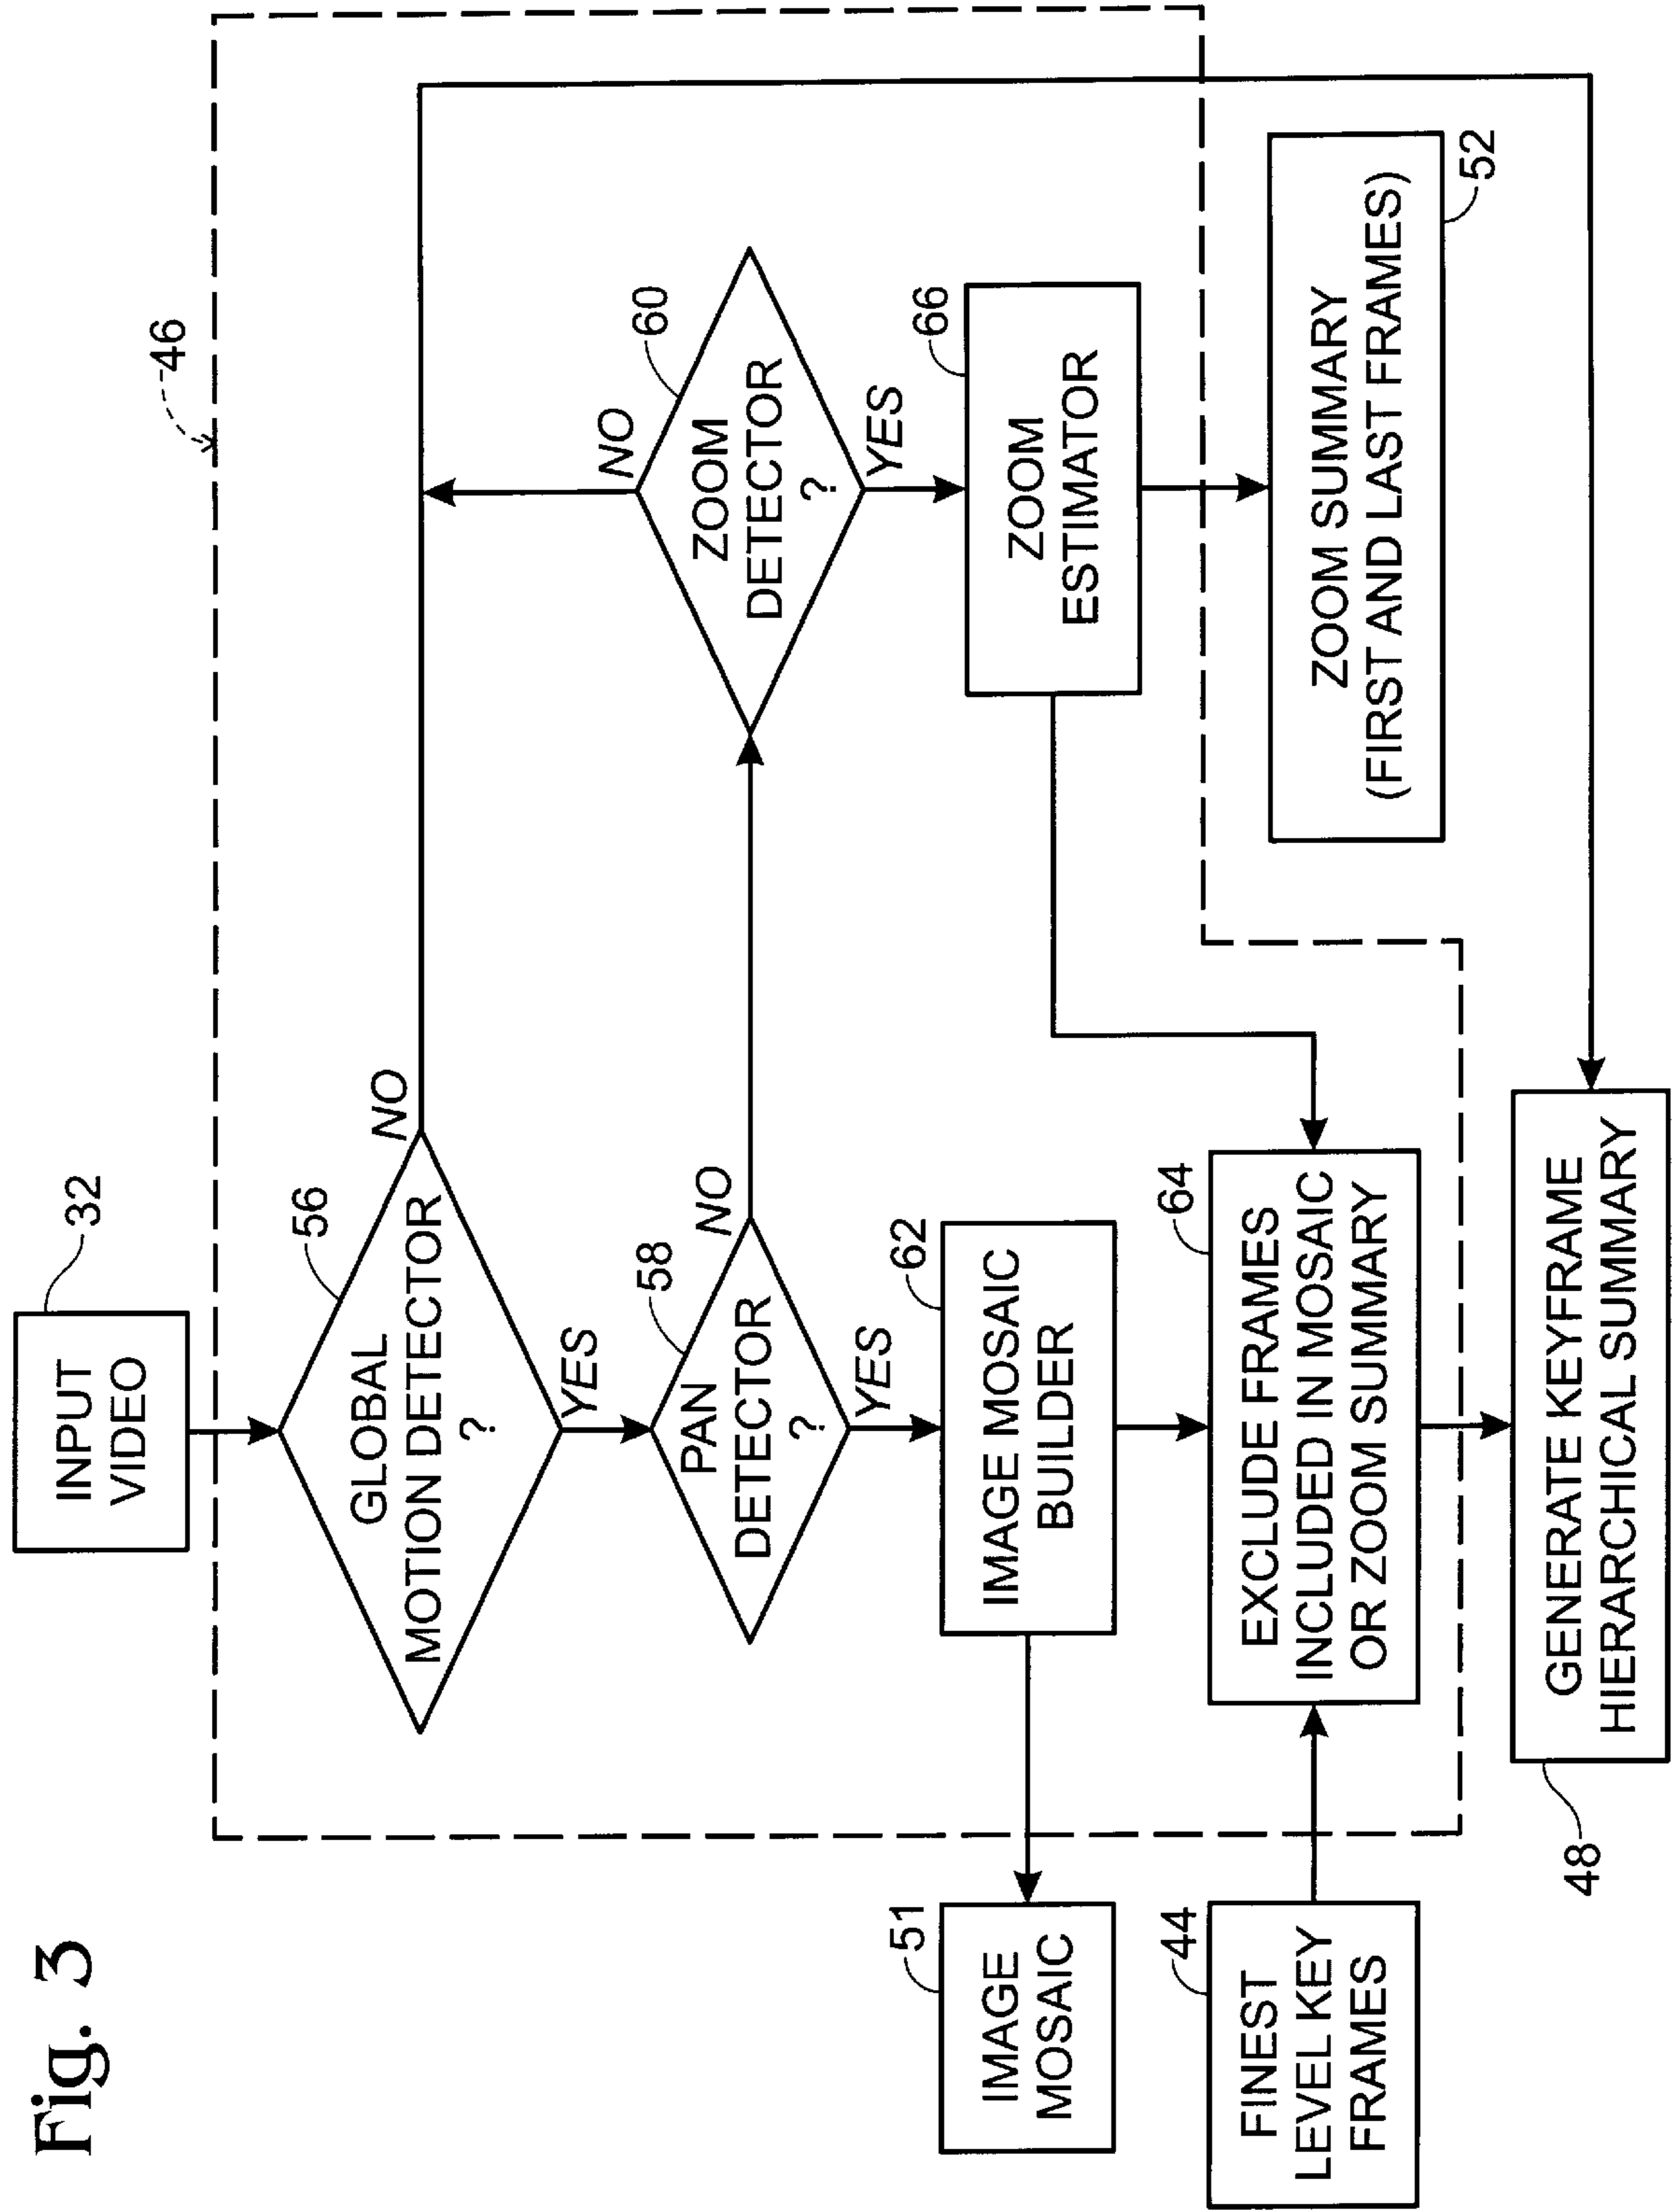 Fig. 3
INPUT
VIDEO
32
46
56
GLOBAL
MOTION DETECTOR
?
NO
YES
58
PAN
DETECTOR
?
NO
YES
60
ZOOM
DETECTOR
?
NO
YES
51
IMAGE
MOSAIC
62
IMAGE MOSAIC
BUILDER
66
ZOOM
ESTIMATOR
44
FINEST
LEVEL KEY
FRAMES
64
EXCLUDE FRAMES
INCLUDED IN MOSAIC
OR ZOOM SUMMARY
ZOOM SUMMARY
(FIRST AND LAST FRAMES)
52
48
GENERATE KEYFRAME
HIERARCHICAL SUMMARY